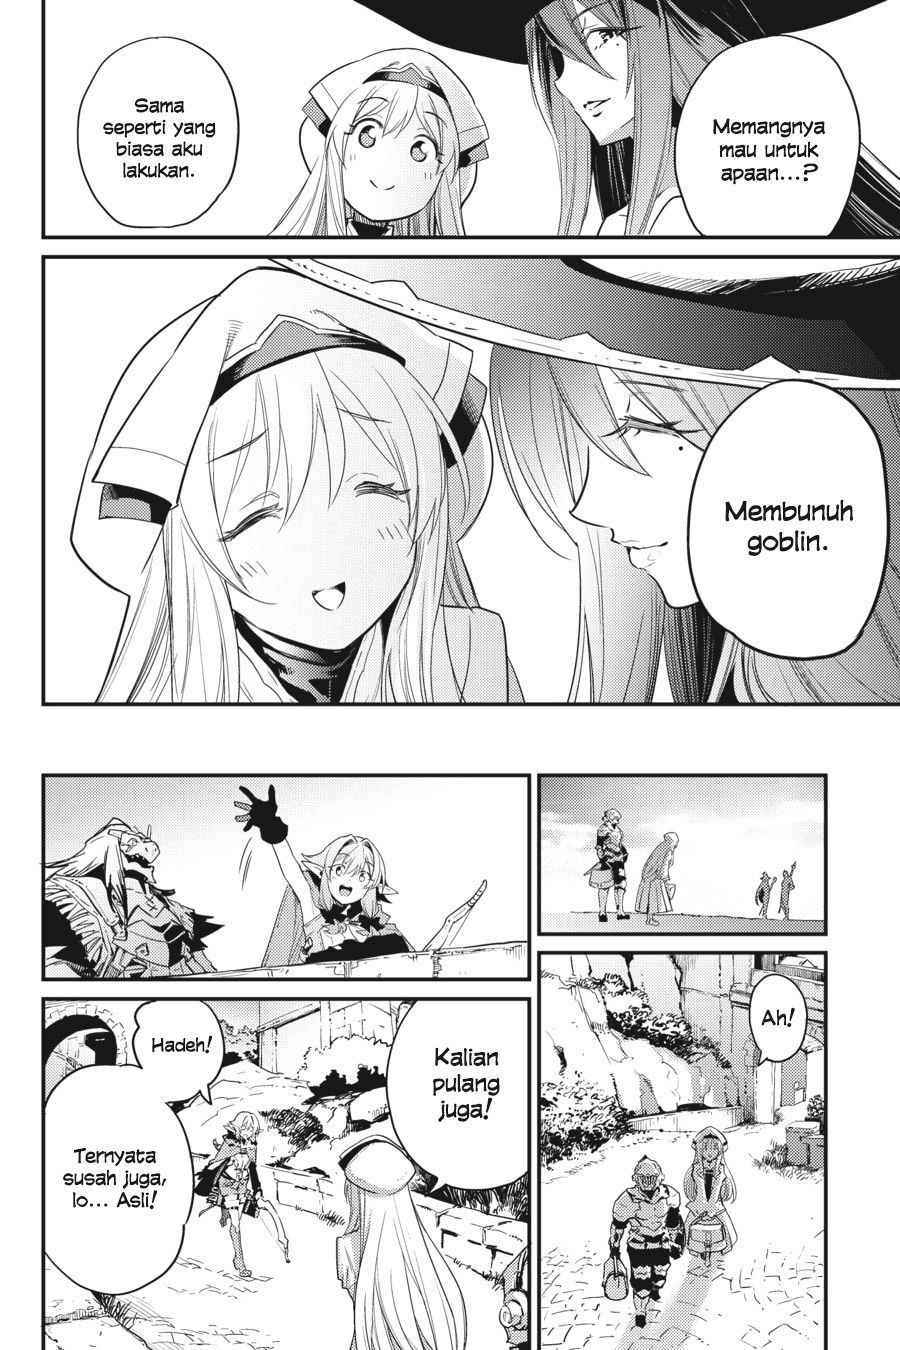 Memangnya
mau untuk
apaan...?
Sama
seperti yang
biasa aku
lakukan.
Membunuh
goblin.
Ah!
Kalian
pulang
juga!
Hadeh!
Ternyata
susah juga,
lo... Asli!